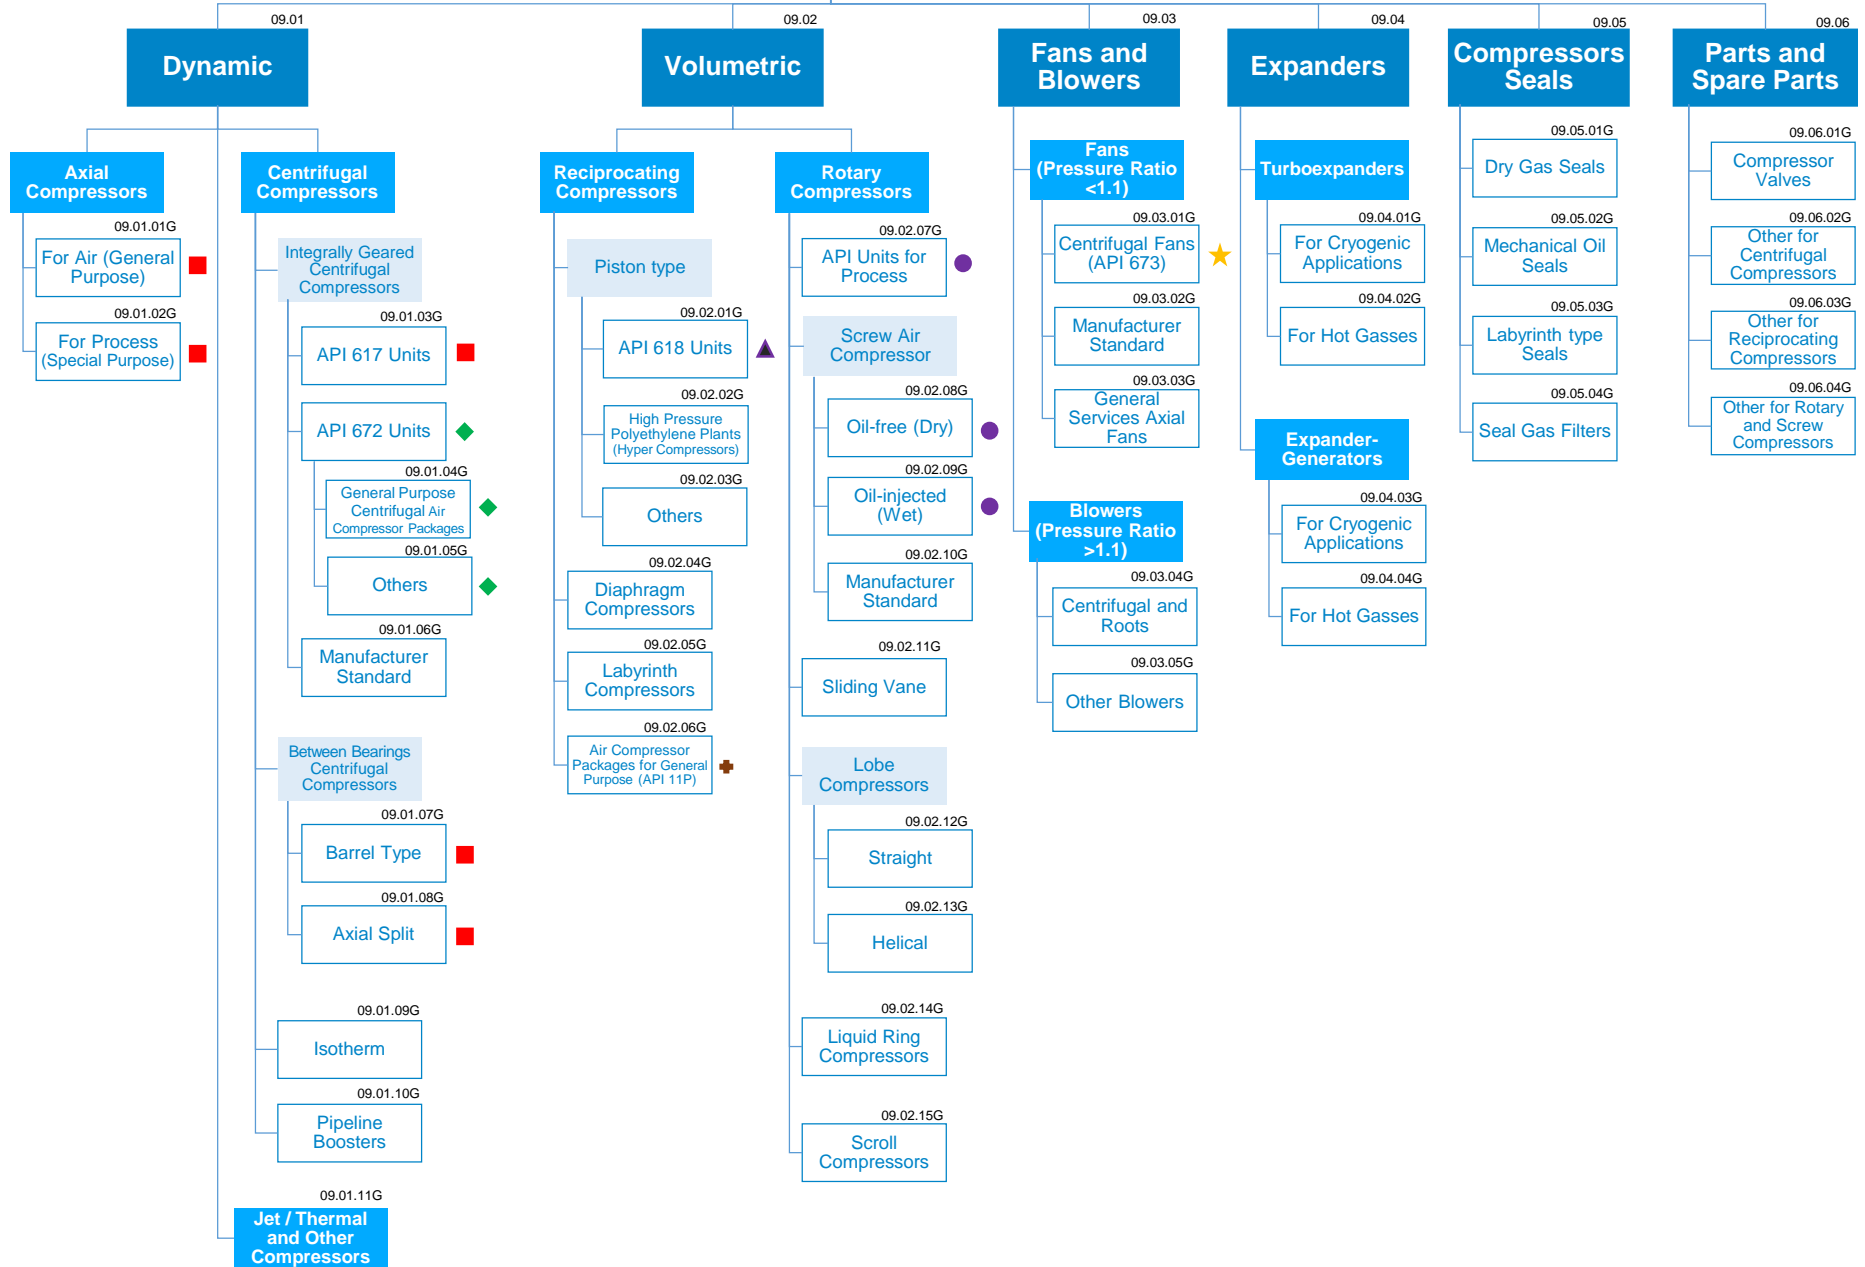 09.01
Dynamic
Axial
Compressors
09.01.01G
For Air (General
Purpose)
09.01.02G
For Process
(Special Purpose)
Centrifugal
Compressors
Integrally Geared
Centrifugal
Compressors
09.01.03G
API 617 Units
API 672 Units
09.01.04G
General Purpose
Centrifugal Air
Compressor Packages
09.01.05G
Others
09.01.06G
Manufacturer
Standard
Between Bearings
Centrifugal
Compressors
09.01.07G
Barrel Type
09.01.08G
Axial Split
09.01.09G
Isotherm
09.01.10G
Pipeline
Boosters
09.01.11G
Jet / Thermal
and Other
Compressors
09.02
Volumetric
Reciprocating
Compressors
Piston type
09.02.01G
API 618 Units
09.02.02G
High Pressure
Polyethylene Plants
(Hyper Compressors)
09.02.03G
Others
09.02.04G
Diaphragm
Compressors
09.02.05G
Labyrinth
Compressors
09.02.06G
Air Compressor
Packages for General
Purpose (API 11P)
Rotary
Compressors
09.02.07G
API Units for
Process
Screw Air
Compressor
09.02.08G
Oil-free (Dry)
09.02.09G
Oil-injected
(Wet)
09.02.10G
Manufacturer
Standard
09.02.11G
Sliding Vane
Lobe
Compressors
09.02.12G
Straight
09.02.13G
Helical
09.02.14G
Liquid Ring
Compressors
09.02.15G
Scroll
Compressors
09.03
Fans and
Blowers
Fans
(Pressure Ratio
<1.1)
09.03.01G
Centrifugal Fans
(API 673)
09.03.02G
Manufacturer
Standard
09.03.03G
General
Services Axial
Fans
Blowers
(Pressure Ratio
>1.1)
09.03.04G
Centrifugal and
Roots
09.03.05G
Other Blowers
09.04
Expanders
Turboexpanders
09.04.01G
For Cryogenic
Applications
09.04.02G
For Hot Gasses
Expander-
Generators
09.04.03G
For Cryogenic
Applications
09.04.04G
For Hot Gasses
09.05
Compressors
Seals
09.05.01G
Dry Gas Seals
09.05.02G
Mechanical Oil
Seals
09.05.03G
Labyrinth type
Seals
09.05.04G
Seal Gas Filters
09.06
Parts and
Spare Parts
09.06.01G
Compressor
Valves
09.06.02G
Other for
Centrifugal
Compressors
09.06.03G
Other for
Reciprocating
Compressors
09.06.04G
Other for Rotary
and Screw
Compressors